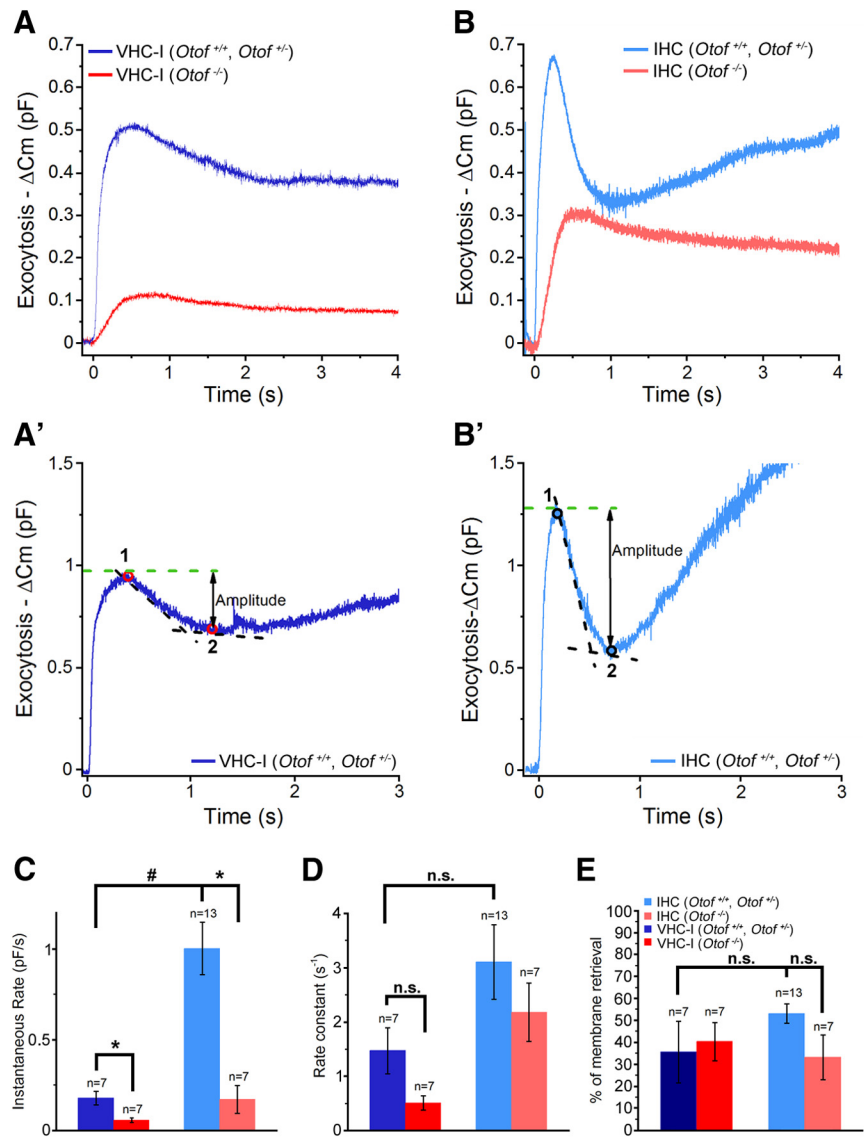 A
VHC-I (Otof +/+, Otof +/-)
VHC-I (Otof -/-)
Exocytosis - ΔCm (pF)
0.7
0.6
0.5
0.4
0.3
0.2
0.1
0
0 1 2 3 4
Time (s)
B
IHC (Otof +/+, Otof +/-)
IHC (Otof -/-)
Exocytosis - ΔCm (pF)
0.7
0.6
0.5
0.4
0.3
0.2
0.1
0
0 1 2 3 4
Time (s)
A'
Exocytosis - ΔCm (pF)
1.5
1
0.5
0
1
Amplitude
2
VHC-I (Otof +/+, Otof +/-)
0 1 2 3
Time (s)
B'
Exocytosis-ΔCm (pF)
1.5
1
0.5
0
1
Amplitude
2
IHC (Otof +/+, Otof +/-)
0 1 2 3
Time (s)
C
Instantaneous Rate (pF/s)
1
0.5
0
# *
n=13
*
n=7
n=7
n=7
D
Rate constant (s-1)
4
3
2
1
0
n.s.
n=13
n.s.
n=7
n=7
n=7
E
IHC (Otof +/+, Otof +/-)
IHC (Otof -/-)
VHC-I (Otof +/+, Otof +/-)
VHC-I (Otof -/-)
% of membrane retrieval
100
90
80
70
60
50
40
30
20
10
0
n.s. n.s.
n=13
n=7 n=7
n=7